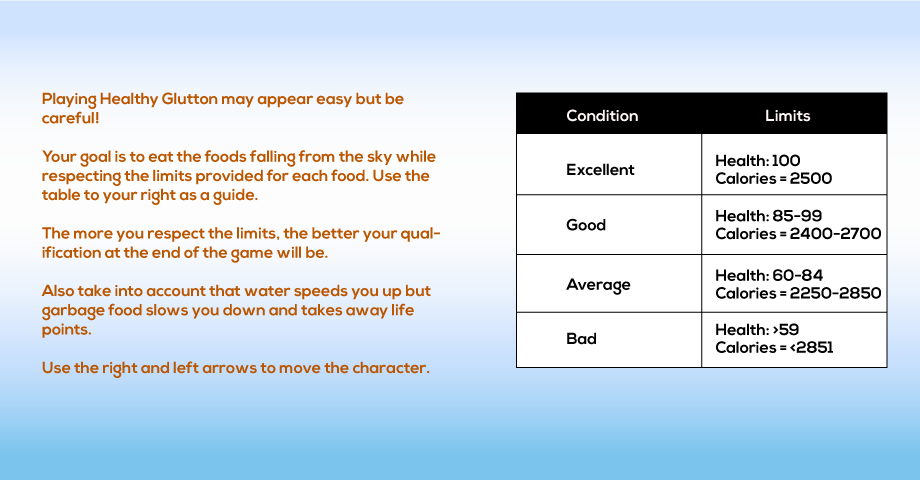 Playing Healthy Glutton may appear easy but be
careful!
Your goal is to eat the foods falling from the sky while
respecting the limits provided for each food. Use the
table to your right as a guide.
The more you respect the limits, the better your qual-
ification at the end of the game will be.
Also take into account that water speeds you up but
garbage food slows you down and takes away life
points.
Use the right and left arrows to move the character.
Condition Limits
Excellent
Health: 100
Calories = 2500
Good
Health: 85-99
Calories = 2400-2700
Average
Health: 60-84
Calories = 2250-2850
Bad
Health: >59
Calories = <2851